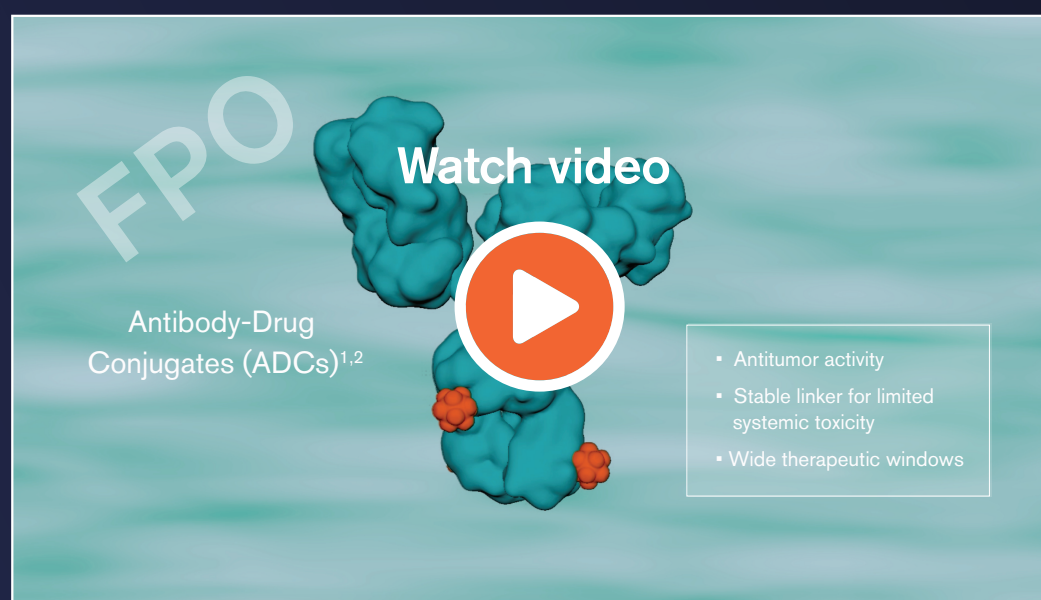 FPO
Watch video
Antibody-Drug
Conjugates (ADCs)1,2
▪ Antitumor activity
▪ Stable linker for limited
systemic toxicity
▪ Wide therapeutic windows